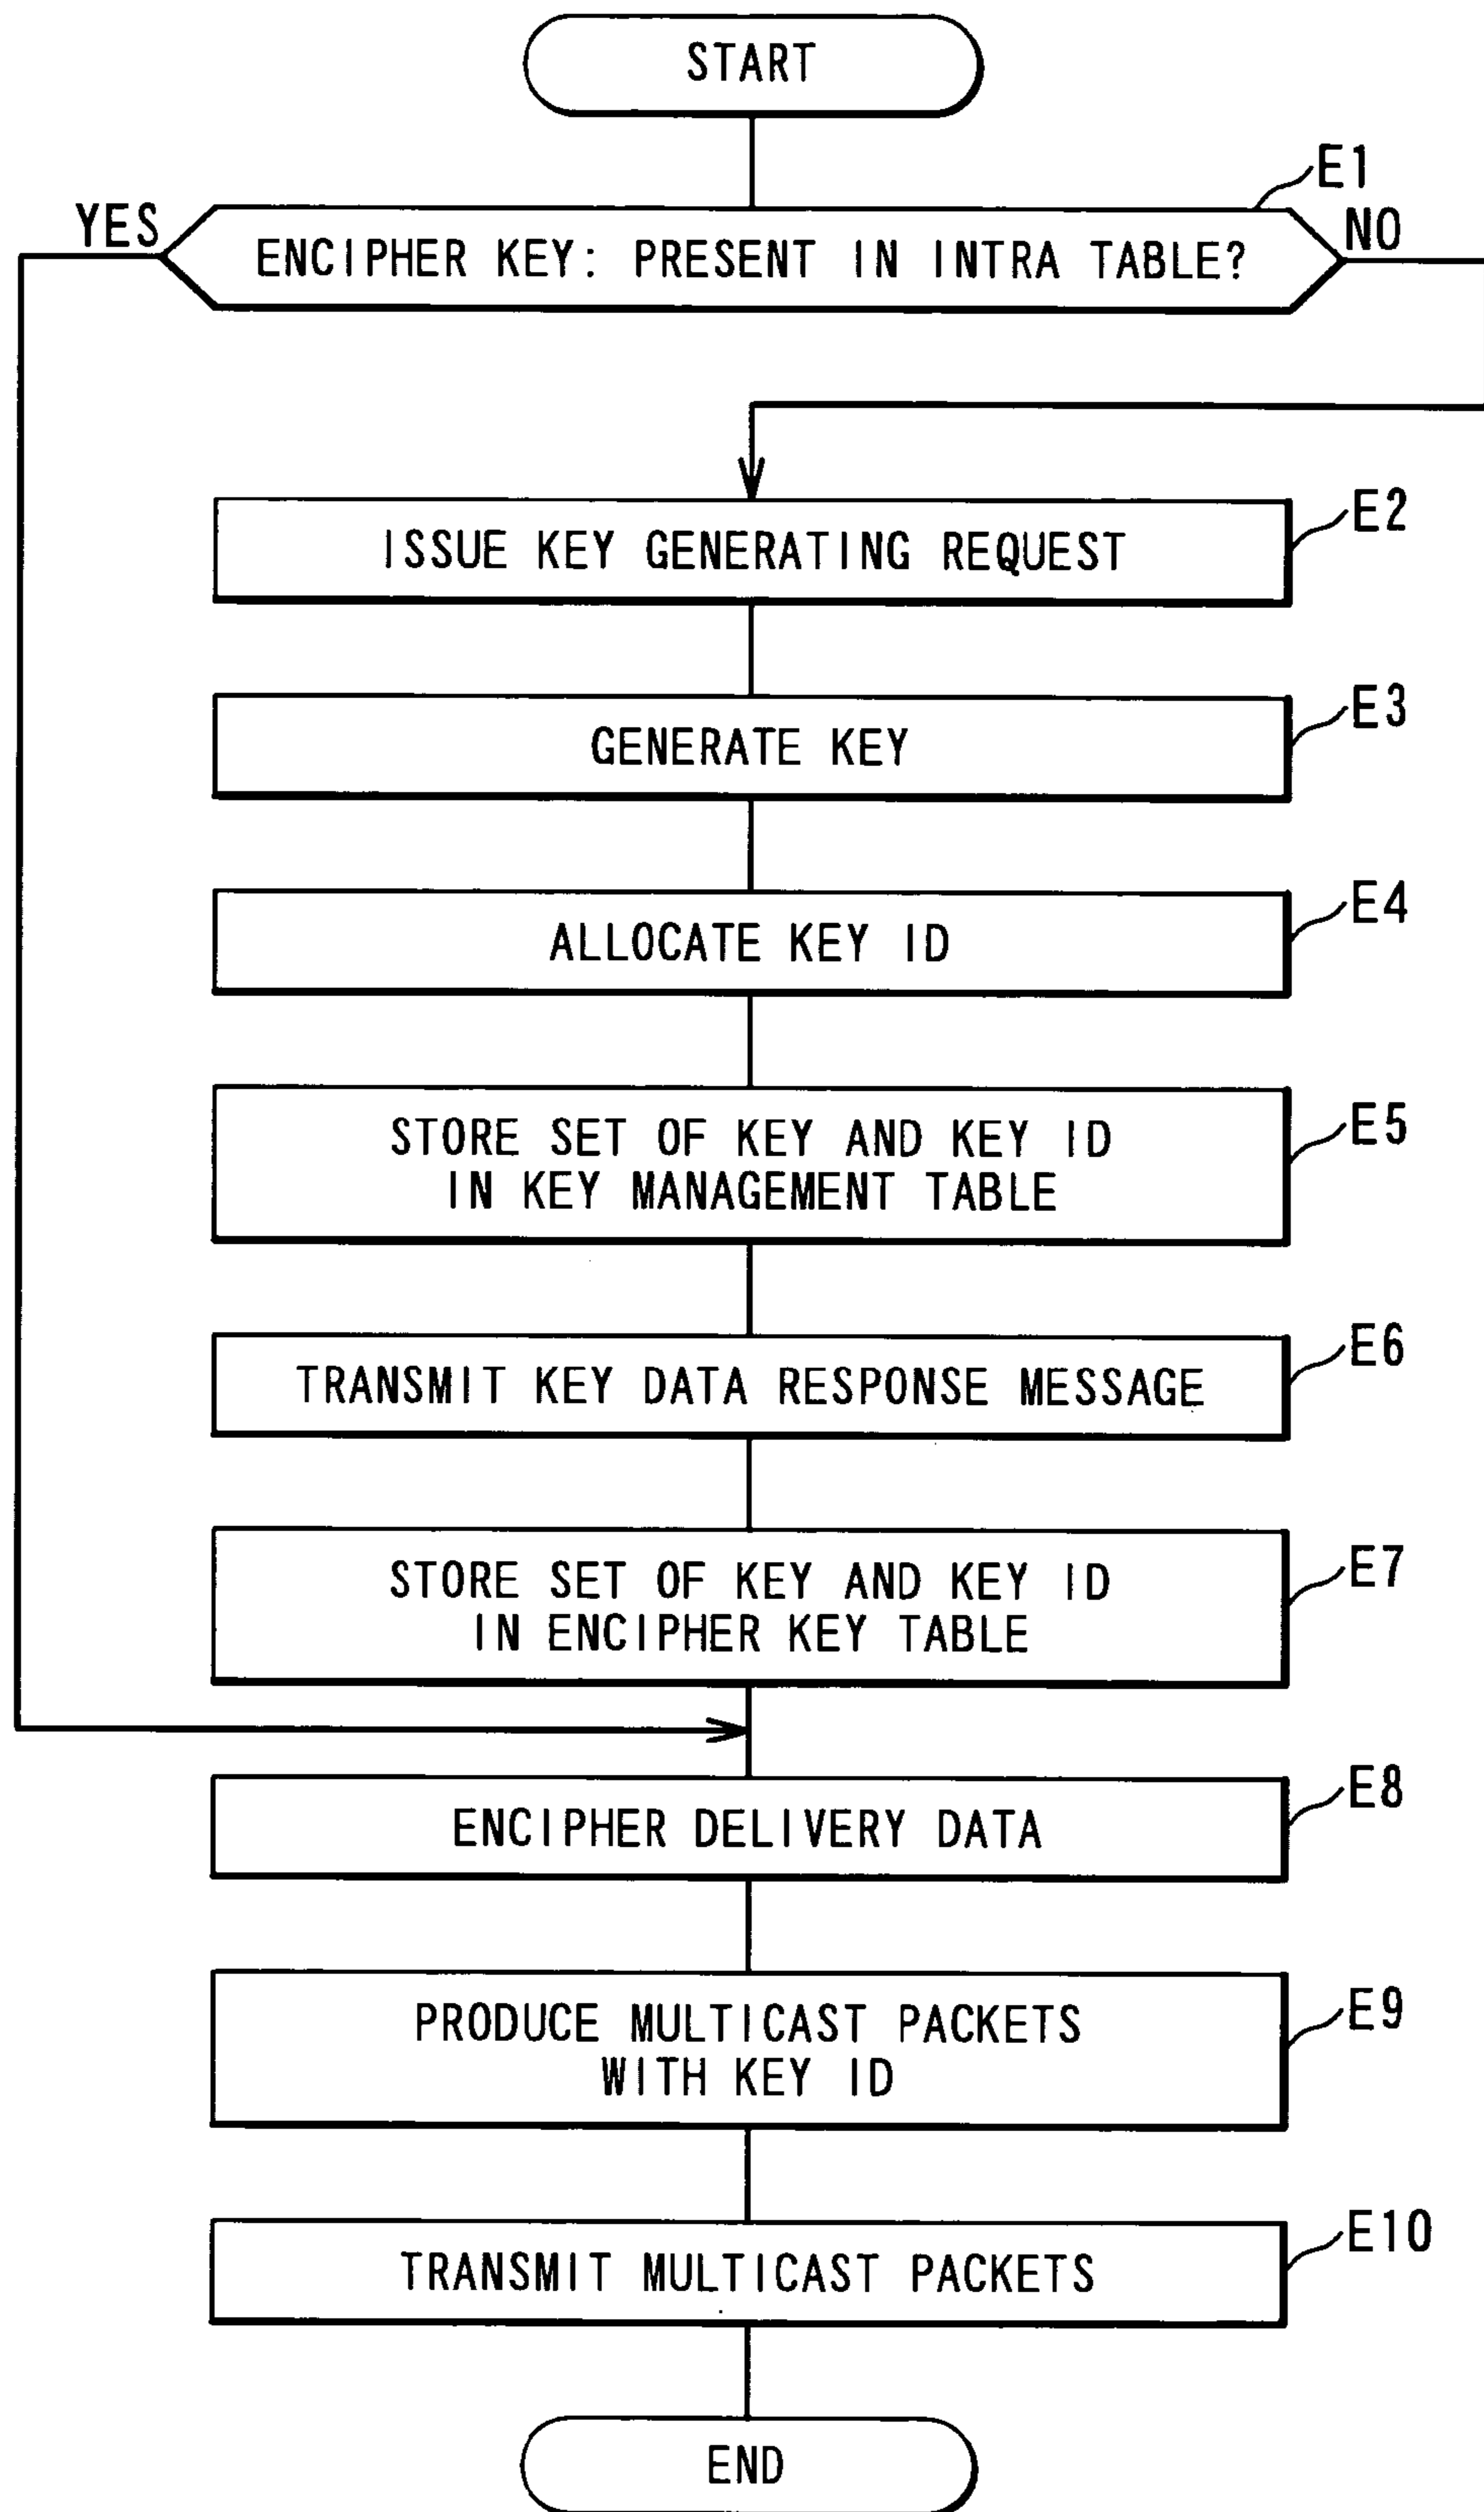 START
E1
YES
NO
ENCIPHER KEY: PRESENT IN INTRA TABLE?
ISSUE KEY GENERATING REQUEST
E2
GENERATE KEY
E3
ALLOCATE KEY ID
E4
STORE SET OF KEY AND KEY ID
IN KEY MANAGEMENT TABLE
E5
TRANSMIT KEY DATA RESPONSE MESSAGE
E6
STORE SET OF KEY AND KEY ID
IN ENCIPHER KEY TABLE
E7
ENCIPHER DELIVERY DATA
E8
PRODUCE MULTICAST PACKETS
WITH KEY ID
E9
TRANSMIT MULTICAST PACKETS
E10
END